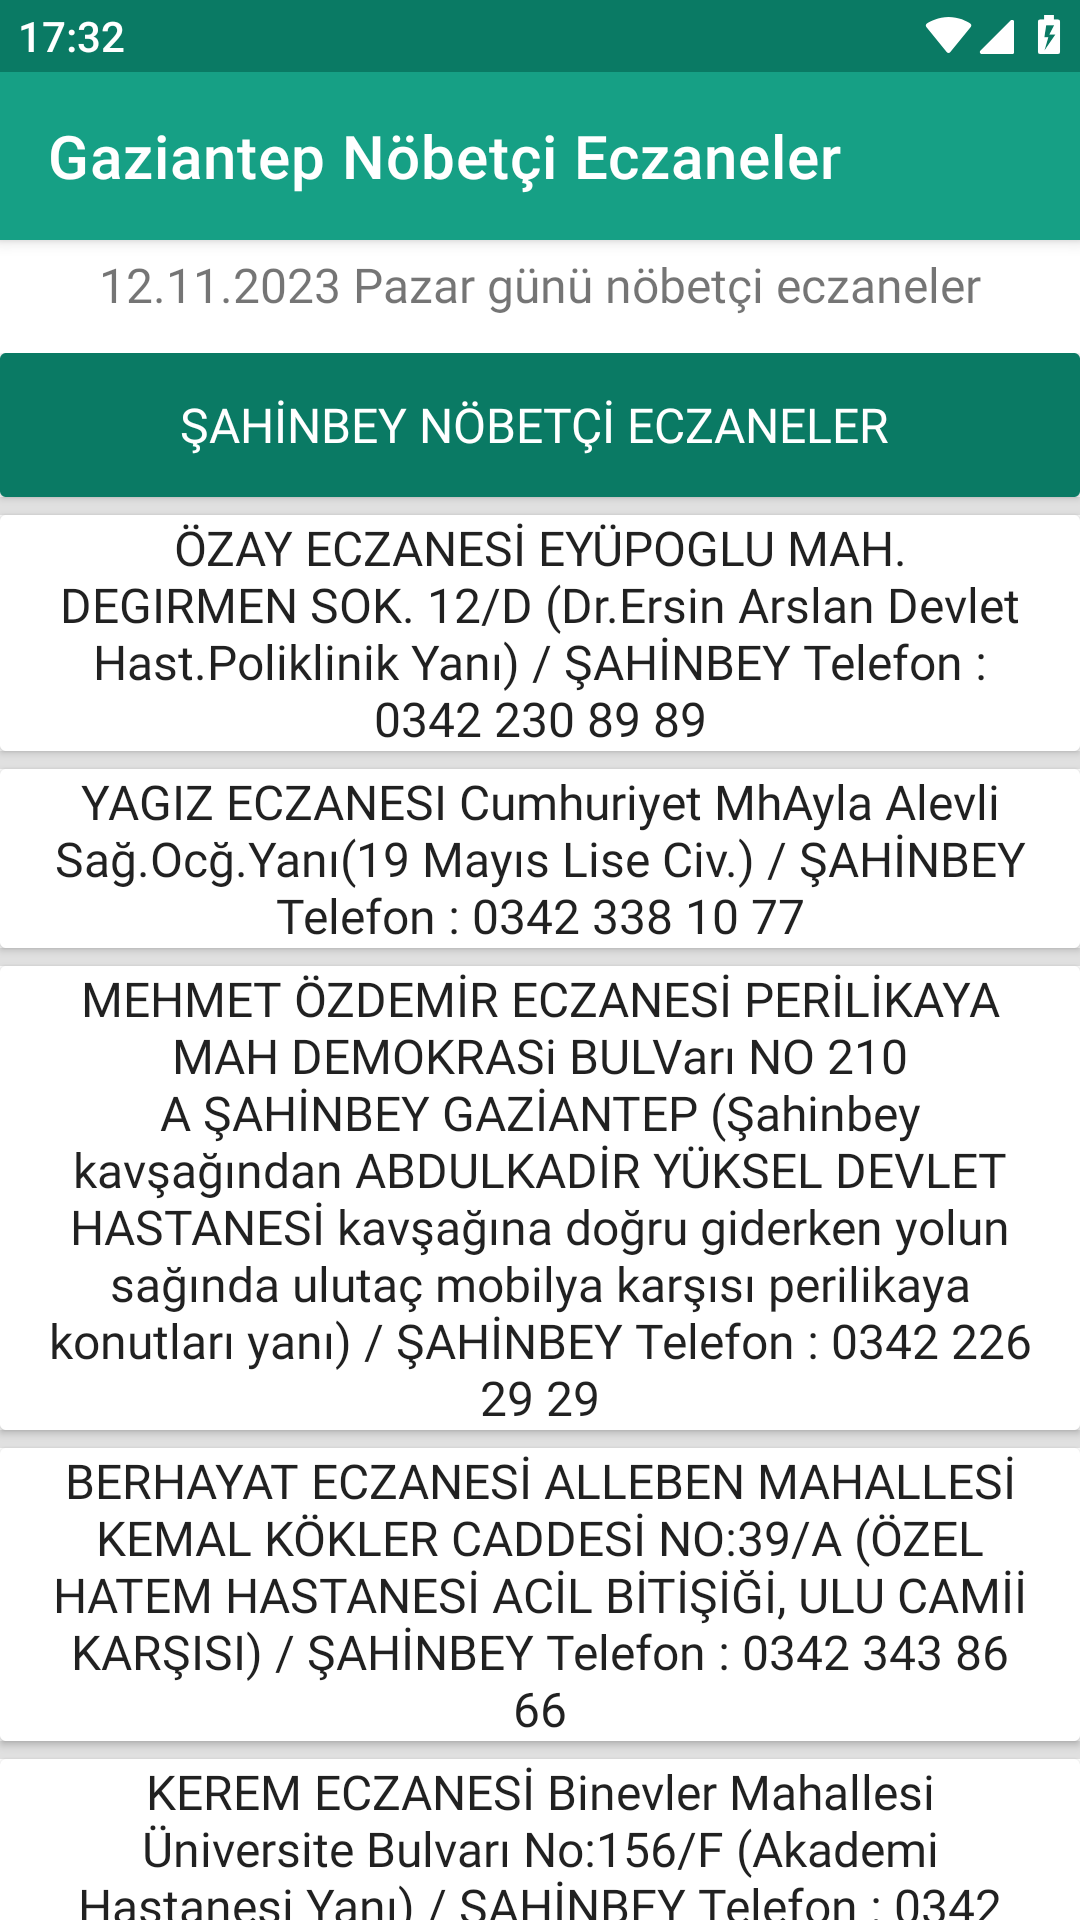 17:32
Gaziantep Nöbetçi Eczaneler
12.11.2023 Pazar günü nöbetçi eczaneler
ŞAHİNBEY NÖBETÇİ ECZANELER
ÖZAY ECZANESİ EYÜPOGLU MAH.
DEGIRMEN SOK. 12/D (Dr.Ersin Arslan Devlet
Hast.Poliklinik Yanı) / ŞAHİNBEY Telefon :
0342 230 89 89
YAGIZ ECZANESI Cumhuriyet MhAyla Alevli
Sağ.Ocğ.Yanı(19 Mayıs Lise Civ.) / ŞAHİNBEY
Telefon : 0342 338 10 77
MEHMET ÖZDEMİR ECZANESİ PERİLİKAYA
MAH DEMOKRASi BULVarı NO 210
A ŞAHİNBEY GAZİANTEP (Şahinbey
kavşağından ABDULKADİR YÜKSEL DEVLET
HASTANESİ kavşağına doğru giderken yolun
sağında ulutaç mobilya karşısı perilikaya
konutları yanı) / ŞAHİNBEY Telefon : 0342 226
29 29
BERHAYAT ECZANESİ ALLEBEN MAHALLESİ
KEMAL KÖKLER CADDESİ NO:39/A (ÖZEL
HATEM HASTANESİ ACİL BİTİŞİĞİ, ULU CAMİİ
KARŞISI) / ŞAHİNBEY Telefon : 0342 343 86
66
KEREM ECZANESİ Binevler Mahallesi
Üniversite Bulvarı No:156/F (Akademi
Hastanesi Yanı) / ŞAHİNBEY Telefon : 0342